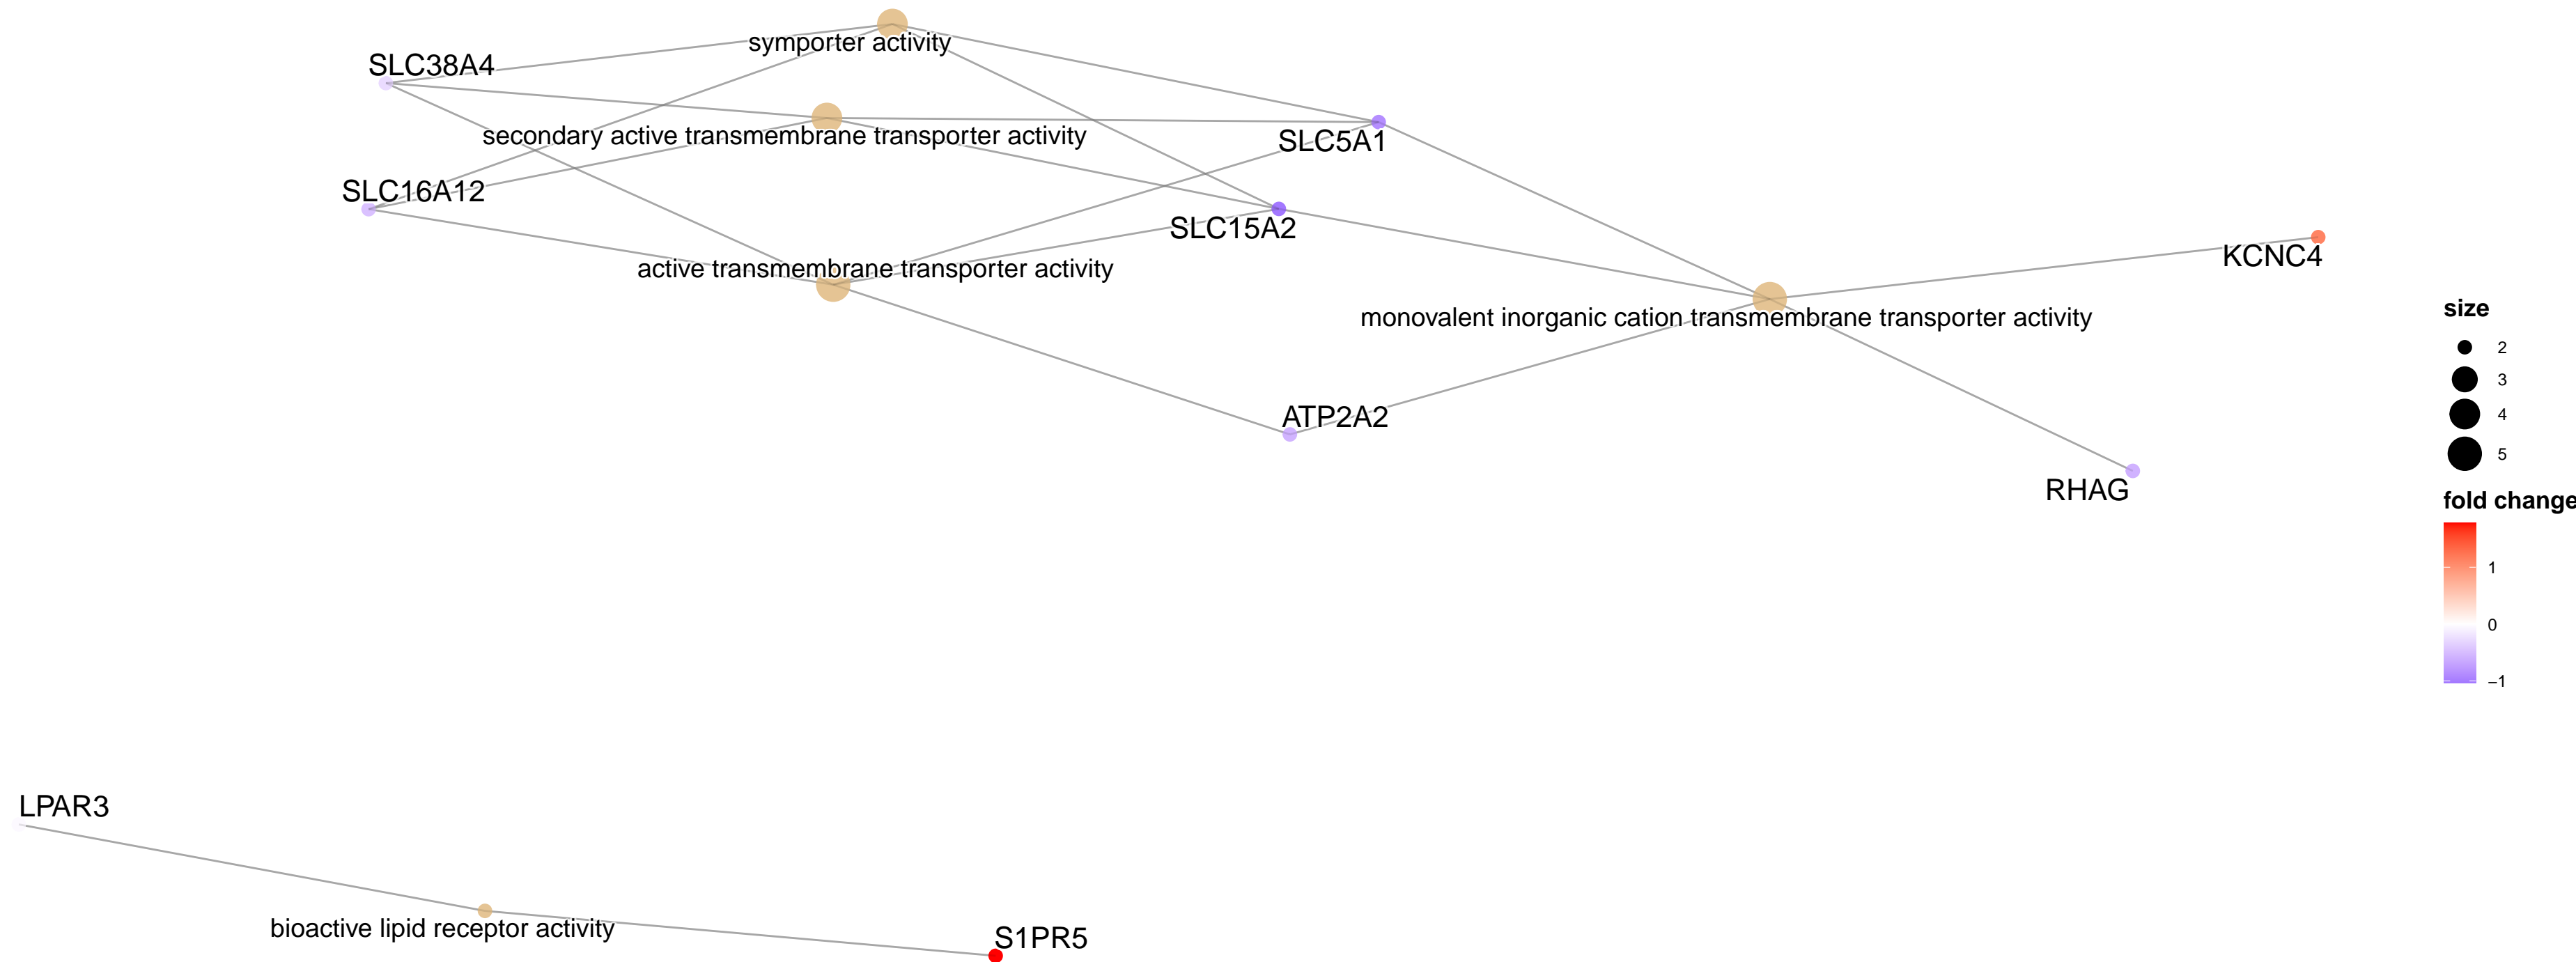 symporter activity
SLC38A4
secondary active transmembrane transporter activity
SLC5A1
SLC16A12
SLC15A2
KCNC4
active transmembrane transporter activity
monovalent inorganic cation transmembrane transporter activity
ATP2A2
RHAG
size
2
3
4
5
fold change
1
0
−1
LPAR3
bioactive lipid receptor activity
S1PR5